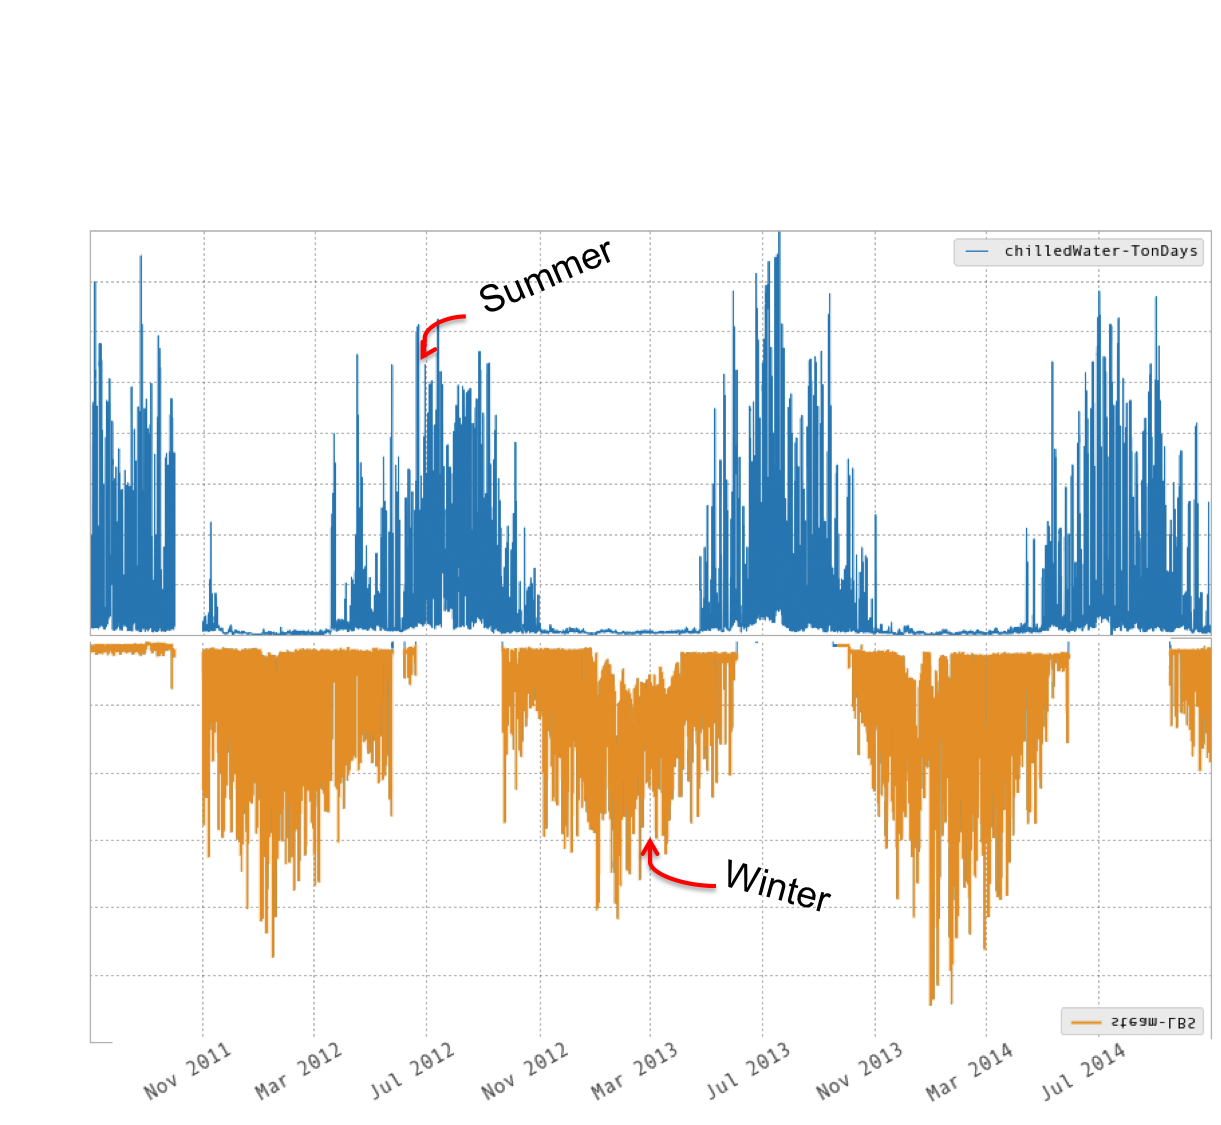 chilledWater-TonDays
Summer
Winter
steam-LBS
Nov 2011
Mar 2012
Jul 2012
Nov 2012
Mar 2013
Jul 2013
Nov 2013
Mar 2014
Jul 2014